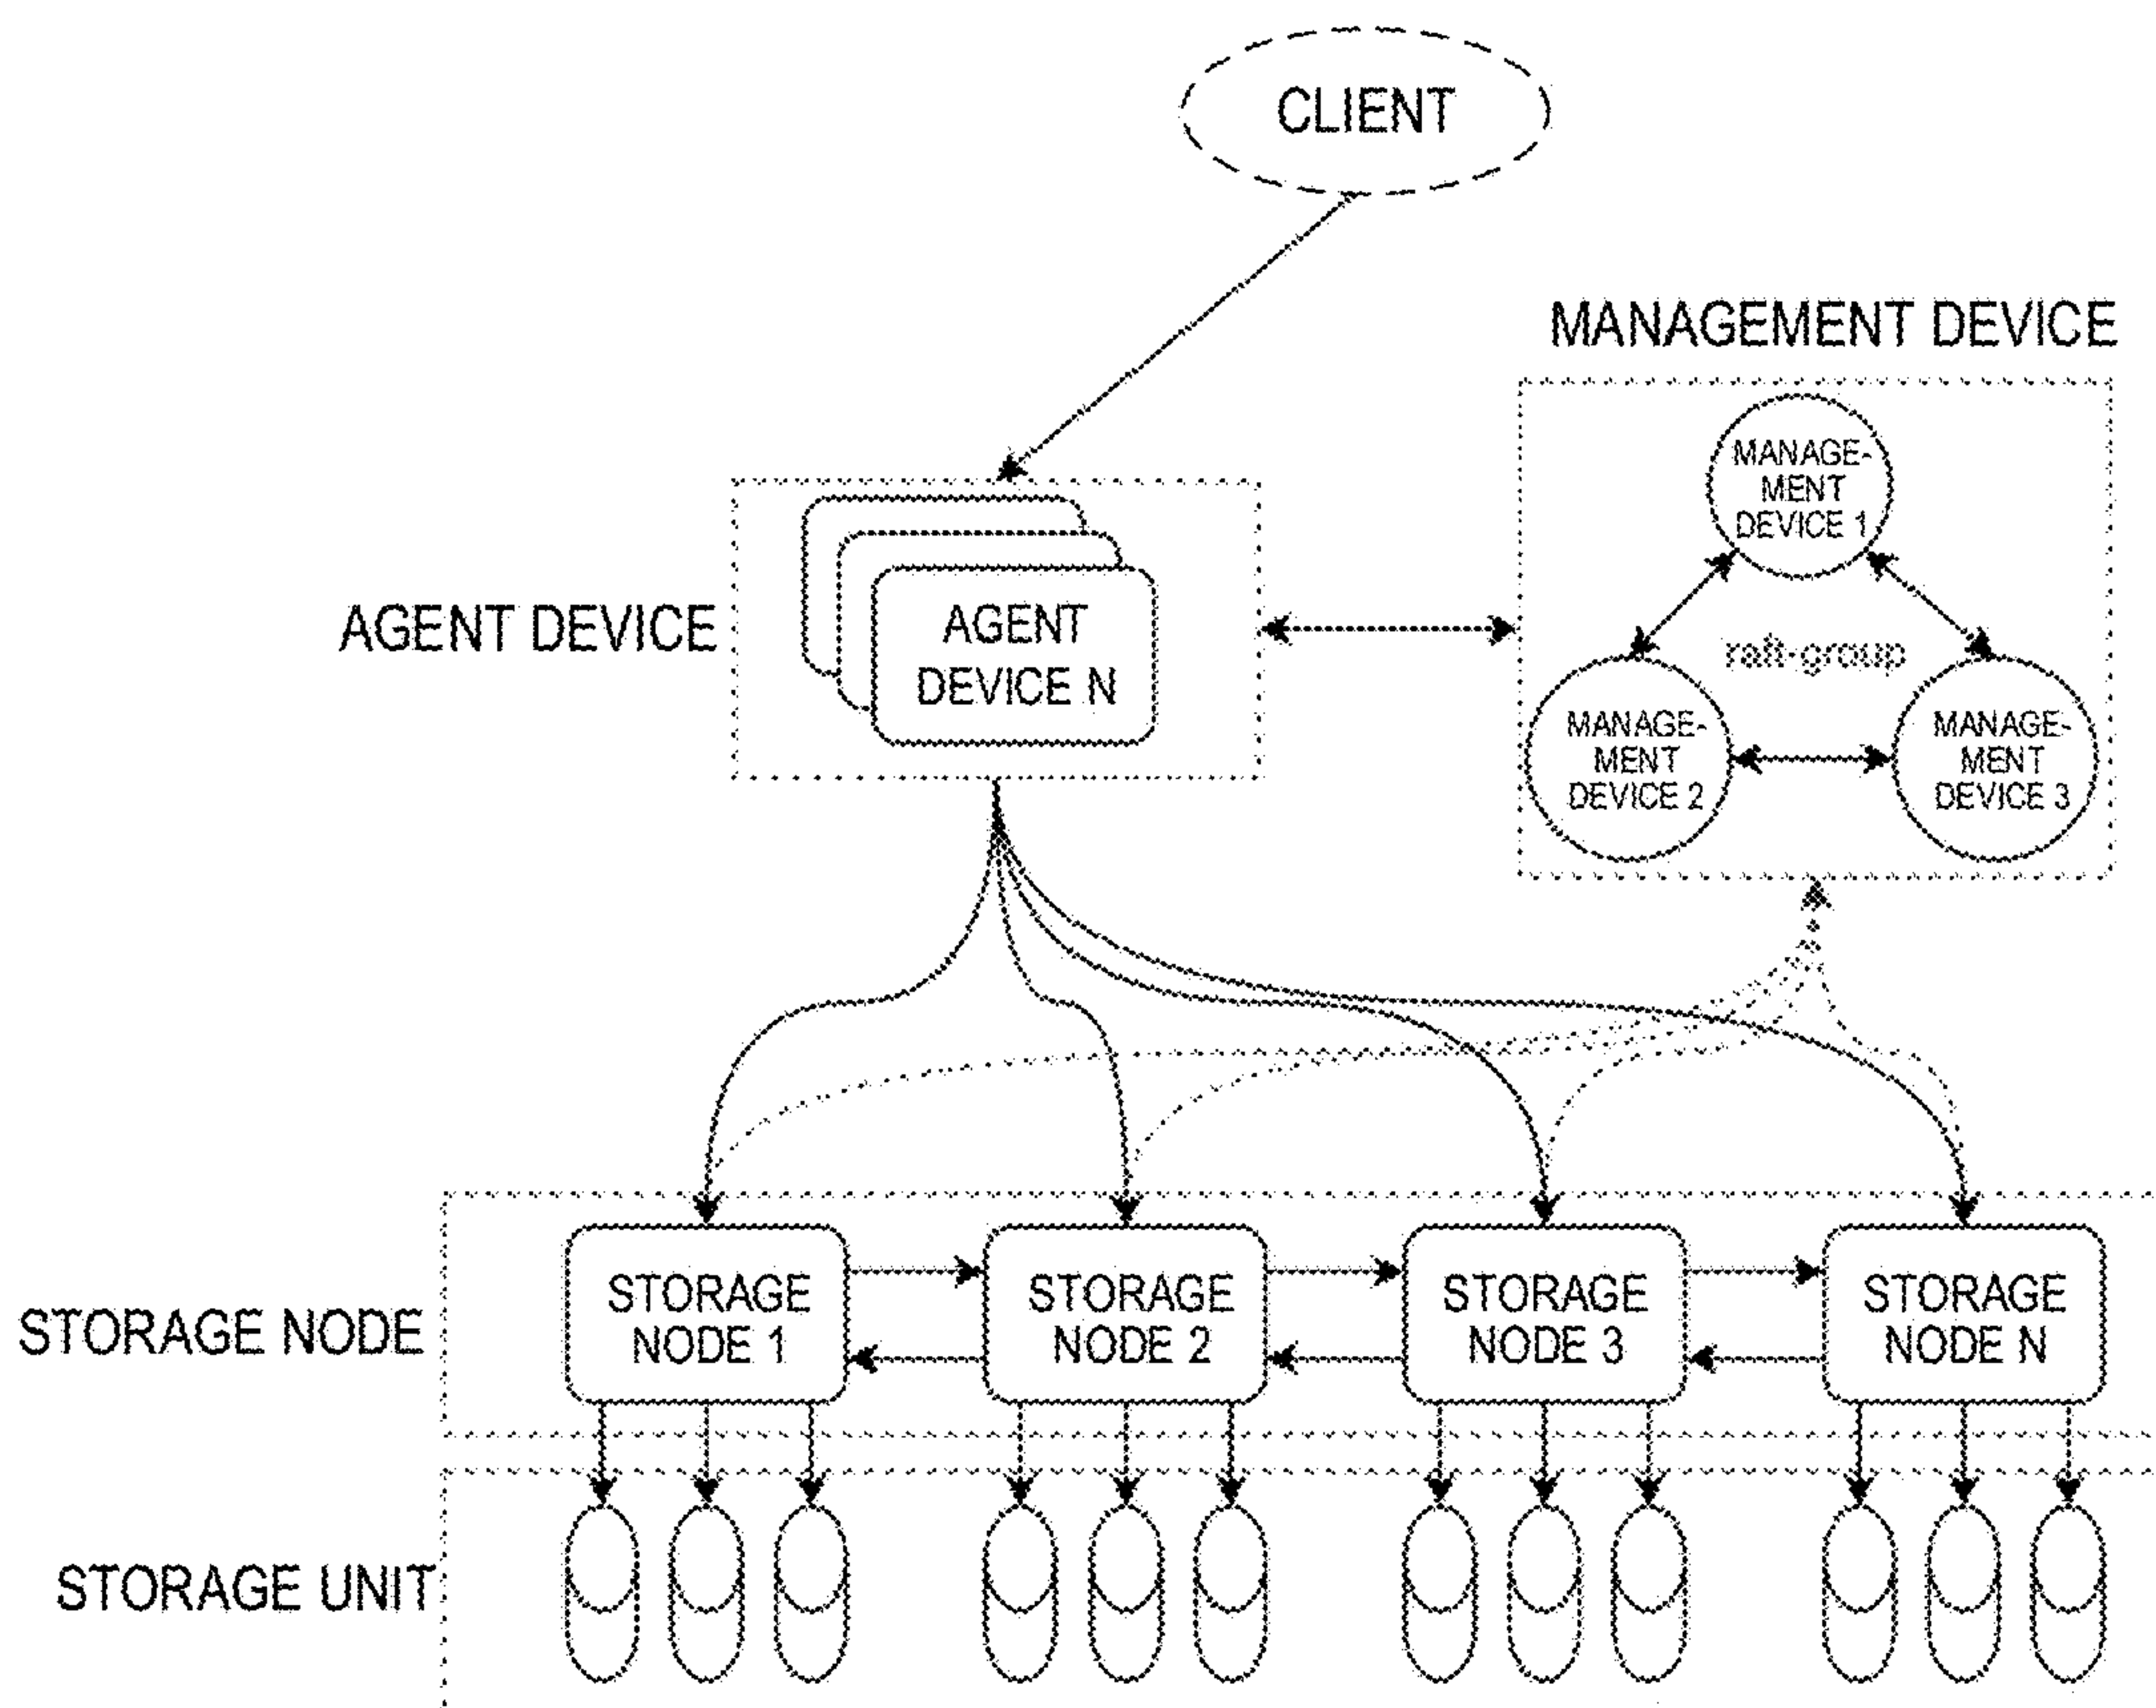 CLIENT
MANAGEMENT DEVICE
MANAGE-
MENT
DEVICE 1
AGENT DEVICE
AGENT
DEVICE N
raft-group
MANAGE-
MENT
DEVICE 2
MANAGE-
MENT
DEVICE 3
STORAGE NODE
STORAGE
NODE 1
STORAGE
NODE 2
STORAGE
NODE 3
STORAGE
NODE N
STORAGE UNIT